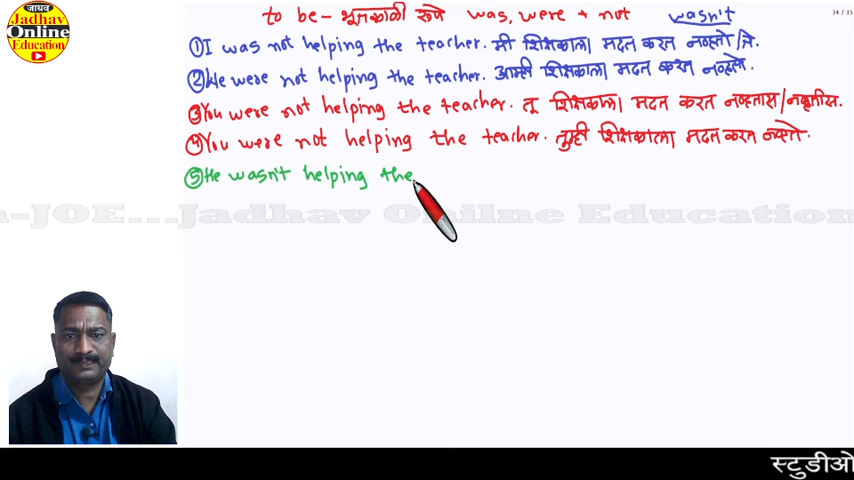 जाधव
Jadhav
Online
Education
to be - भूतकाळी रूपे was, were + not wasn't
14 / 15
① I was not helping the teacher. मी शिक्षकाला मदत करत नव्हतो/ते.
② We were not helping the teacher. आम्ही शिक्षकाला मदत करत नव्हतो.
③ You were not helping the teacher. तू शिक्षकाला मदत करत नव्हतास/नव्हतीस.
④ You were not helping the teacher. तुम्ही शिक्षकाला मदत करत नव्हते.
⑤ He wasn't helping the
-JOE...Jadhav Onilne Education
स्टुडीओ